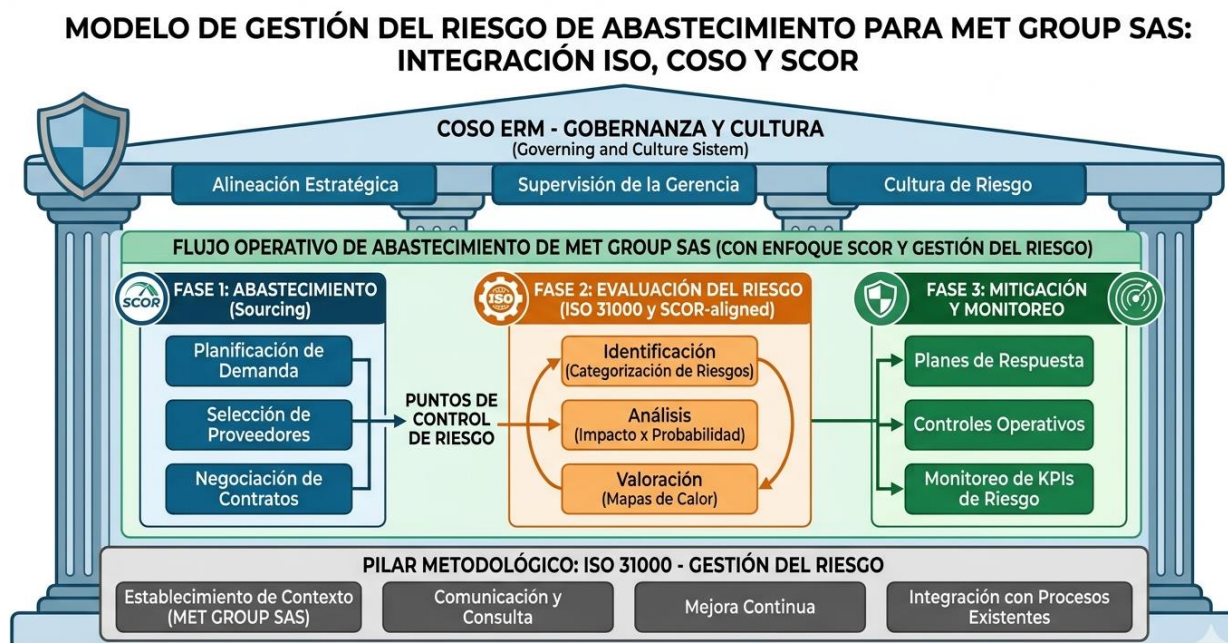 MODELO DE GESTIÓN DEL RIESGO DE ABASTECIMIENTO PARA MET GROUP SAS:
INTEGRACIÓN ISO, COSO Y SCOR
COSO ERM - GOBERNANZA Y CULTURA
(Governing and Culture Sistem)
Alineación Estratégica
Supervisión de la Gerencia
Cultura de Riesgo
FLUJO OPERATIVO DE ABASTECIMIENTO DE MET GROUP SAS (CON ENFOQUE SCOR Y GESTIÓN DEL RIESGO)
SCOR
FASE 1: ABASTECIMIENTO
(Sourcing)
Planificación de
Demanda
Selección de
Proveedores
Negociación de
Contratos
PUNTOS DE
CONTROL
DE RIESGO
ISO
FASE 2: EVALUACIÓN DEL RIESGO
(ISO 31000 y SCOR-aligned)
Identificación
(Categorización de Riesgos)
Análisis
(Impacto x Probabilidad)
Valoración
(Mapas de Calor)
FASE 3: MITIGACIÓN
Y MONITOREO
Planes de Respuesta
Controles Operativos
Monitoreo de KPIs
de Riesgo
PILAR METODOLÓGICO: ISO 31000 - GESTIÓN DEL RIESGO
Establecimiento de Contexto
(MET GROUP SAS)
Comunicación y
Consulta
Mejora Continua
Integración con Procesos
Existentes